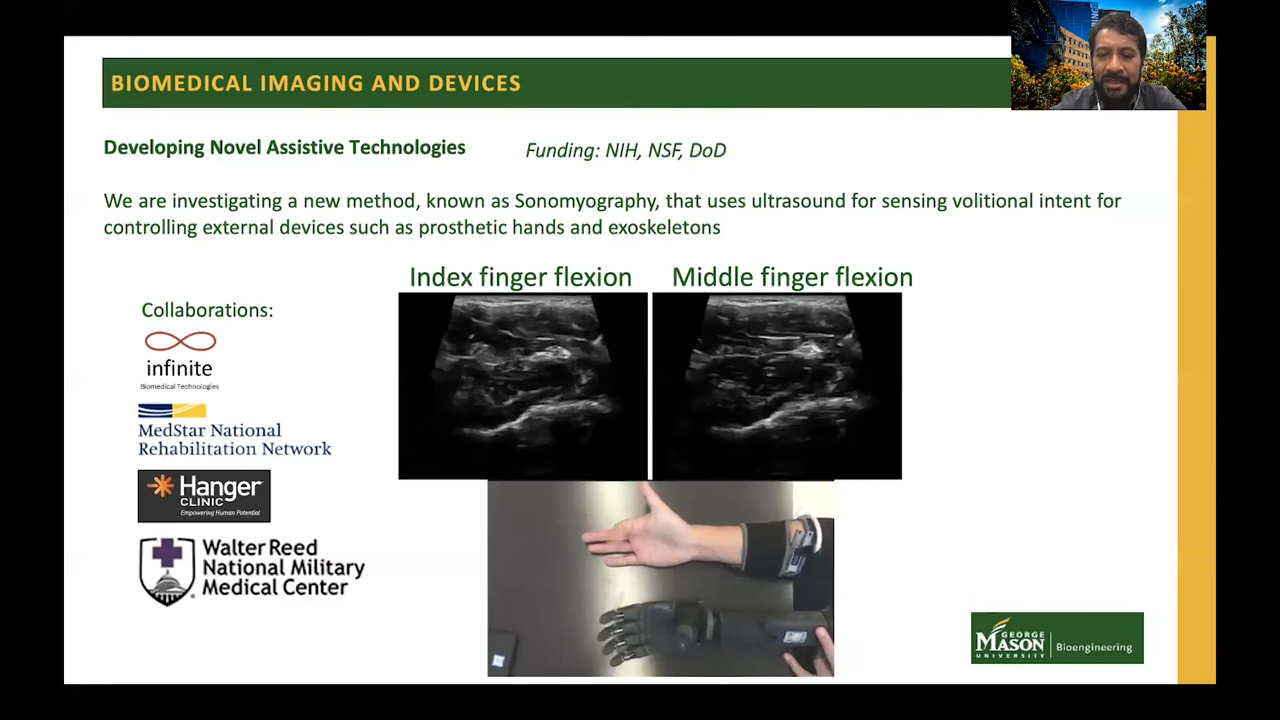 BIOMEDICAL IMAGING AND DEVICES
Developing Novel Assistive Technologies
Funding: NIH, NSF, DoD
We are investigating a new method, known as Sonomyography, that uses ultrasound for sensing volitional intent for
controlling external devices such as prosthetic hands and exoskeletons
Index finger flexion
Middle finger flexion
Collaborations:
infinite
Biomedical Technologies
MedStar National
Rehabilitation Network
Hanger
CLINIC
Empowering Human Potential
Walter Reed
National Military
Medical Center
GEORGE
MASON
UNIVERSITY
Bioengineering